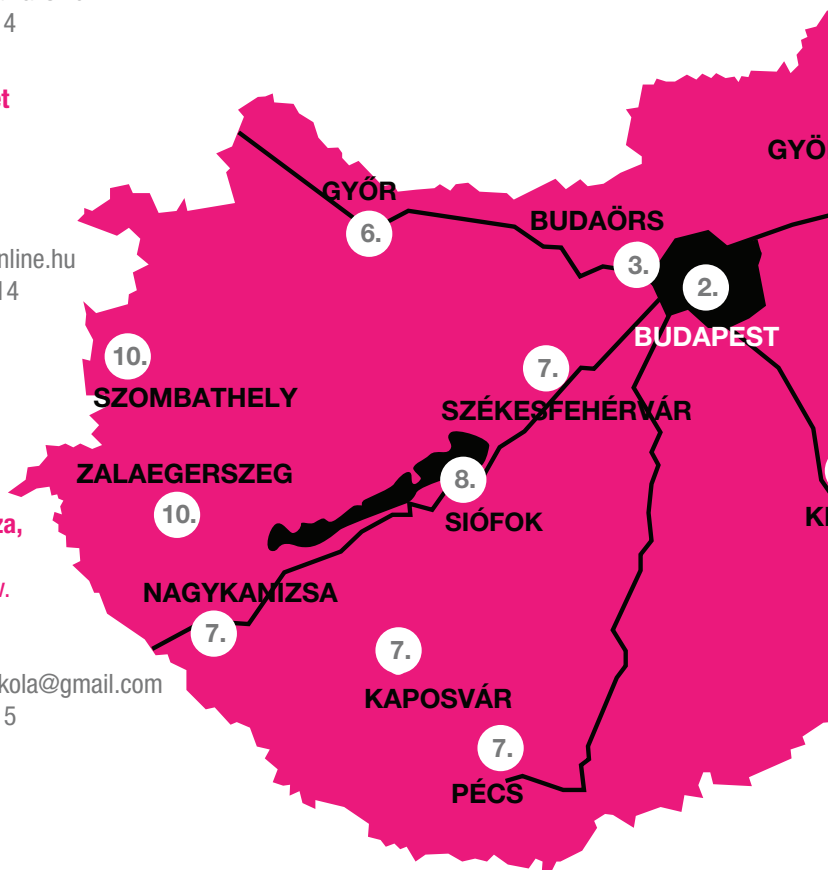 4
t
GYÖ
GYŐR
BUDAÖRS
6.
nline.hu
3.
14
2.
BUDAPEST
10.
7.
SZOMBATHELY
SZÉKESFEHÉRVÁR
ZALAEGERSZEG
8.
10.
SIÓFOK
za,
v.
NAGYKANIZSA
7.
7.
kola@gmail.com
KAPOSVÁR
5
7.
PÉCS